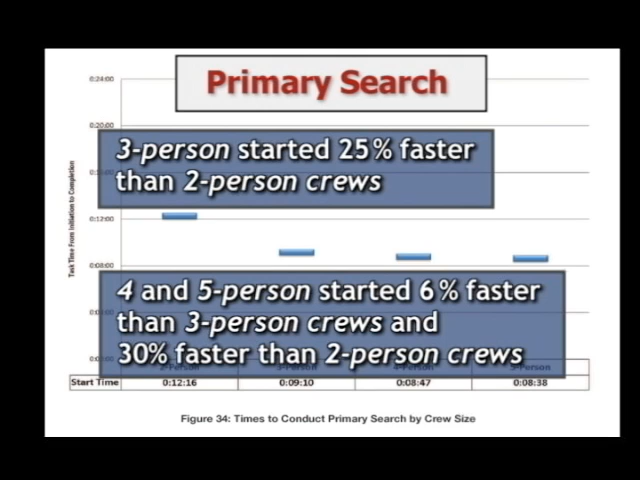 Primary Search
0:24:00
0:20:00
3-person started 25% faster
than 2-person crews
Task Time From Initiation to Completion
0:12:00
0:08:00
4 and 5-person started 6% faster
than 3-person crews and
30% faster than 2-person crews
Start Time 0:12:16 0:09:10 0:08:47 0:08:38
Figure 34: Times to Conduct Primary Search by Crew Size